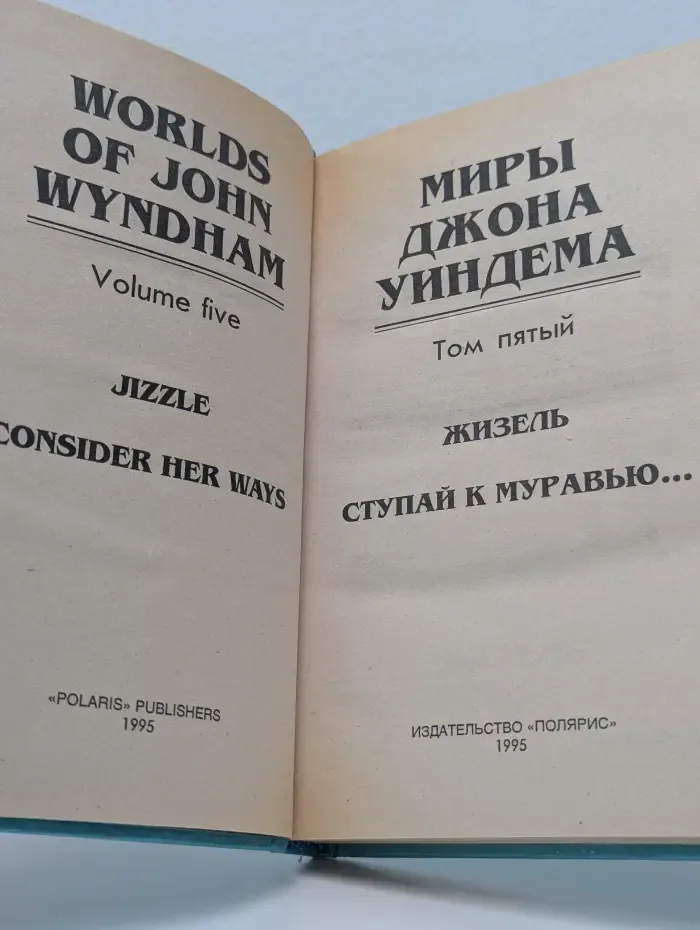 WORLDS
OF JOHN
WYNDHAM
Volume five
JIZZLE
CONSIDER HER WAYS
«POLARIS» PUBLISHERS
1995
МИРЫ
ДЖОНА
УИНДЕМА
Том пятый
ЖИЗЕЛЬ
СТУПАЙ К МУРАВЬЮ...
ИЗДАТЕЛЬСТВО «ПОЛЯРИС»
1995